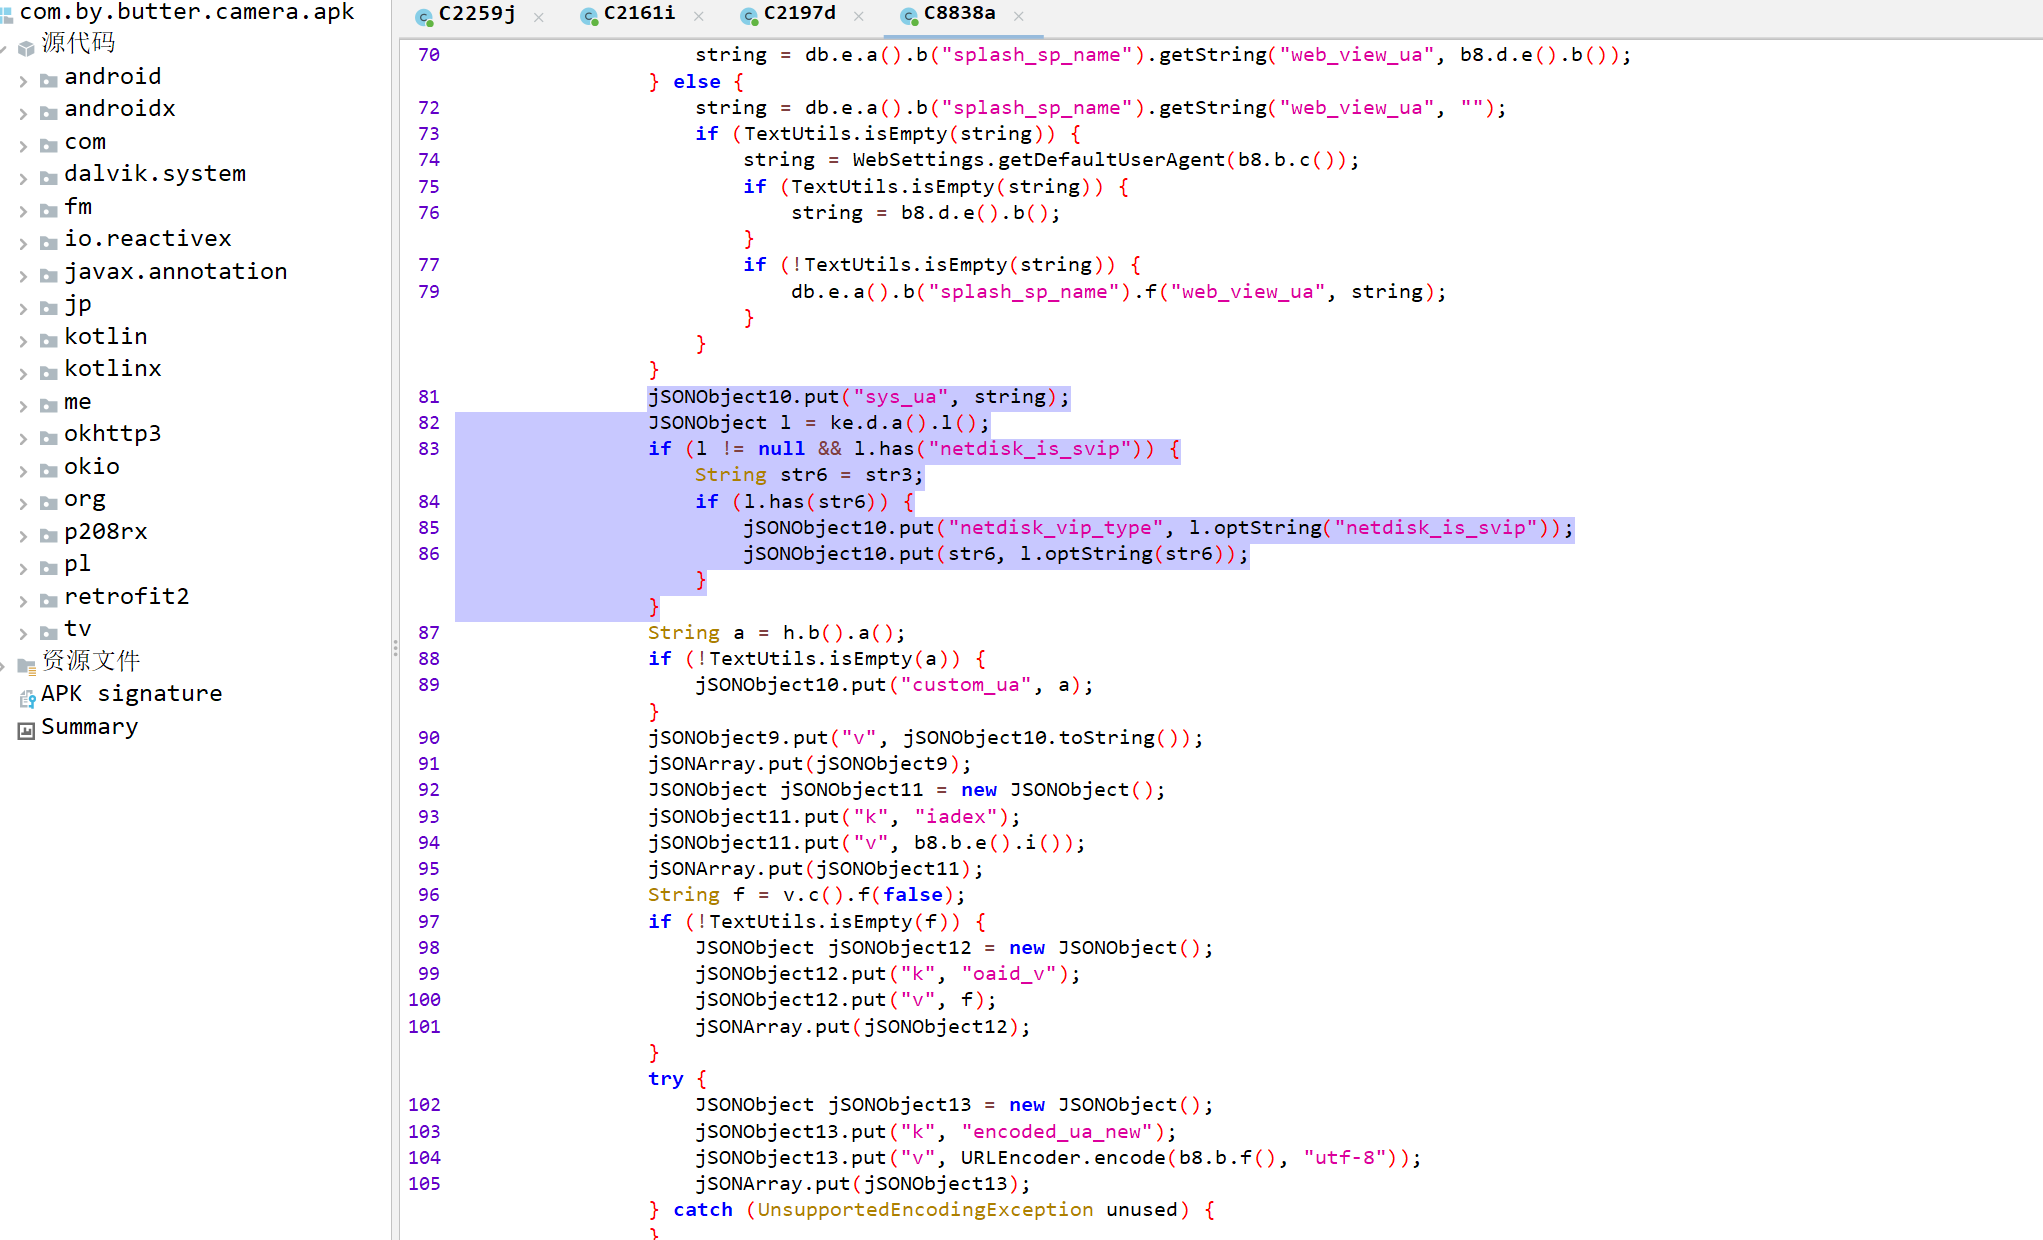 com.by.butter.camera.apk
源代码
android
androidx
com
dalvik.system
fm
io.reactivex
javax.annotation
jp
kotlin
kotlinx
me
okhttp3
okio
org
p208rx
pl
retrofit2
tv
资源文件
APK signature
Summary
C2259j C2161i C2197d C8838a
70 string = db.e.a().b("splash_sp_name").getString("web_view_ua", b8.d.e().b());
} else {
72 string = db.e.a().b("splash_sp_name").getString("web_view_ua", "");
73 if (TextUtils.isEmpty(string)) {
74 string = WebSettings.getDefaultUserAgent(b8.b.c());
75 if (TextUtils.isEmpty(string)) {
76 string = b8.d.e().b();
}
77 if (!TextUtils.isEmpty(string)) {
79 db.e.a().b("splash_sp_name").f("web_view_ua", string);
}
}
}
81 jSONObject10.put("sys_ua", string);
82 JSONObject l = ke.d.a().l();
83 if (l != null && l.has("netdisk_is_svip")) {
String str6 = str3;
84 if (l.has(str6)) {
85 jSONObject10.put("netdisk_vip_type", l.optString("netdisk_is_svip"));
86 jSONObject10.put(str6, l.optString(str6));
}
}
87 String a = h.b().a();
88 if (!TextUtils.isEmpty(a)) {
89 jSONObject10.put("custom_ua", a);
}
90 jSONObject9.put("v", jSONObject10.toString());
91 jSONArray.put(jSONObject9);
92 JSONObject jSONObject11 = new JSONObject();
93 jSONObject11.put("k", "iadex");
94 jSONObject11.put("v", b8.b.e().i());
95 jSONArray.put(jSONObject11);
96 String f = v.c().f(false);
97 if (!TextUtils.isEmpty(f)) {
98 JSONObject jSONObject12 = new JSONObject();
99 jSONObject12.put("k", "oaid_v");
100 jSONObject12.put("v", f);
101 jSONArray.put(jSONObject12);
}
try {
102 JSONObject jSONObject13 = new JSONObject();
103 jSONObject13.put("k", "encoded_ua_new");
104 jSONObject13.put("v", URLEncoder.encode(b8.b.f(), "utf-8"));
105 jSONArray.put(jSONObject13);
} catch (UnsupportedEncodingException unused) {
}